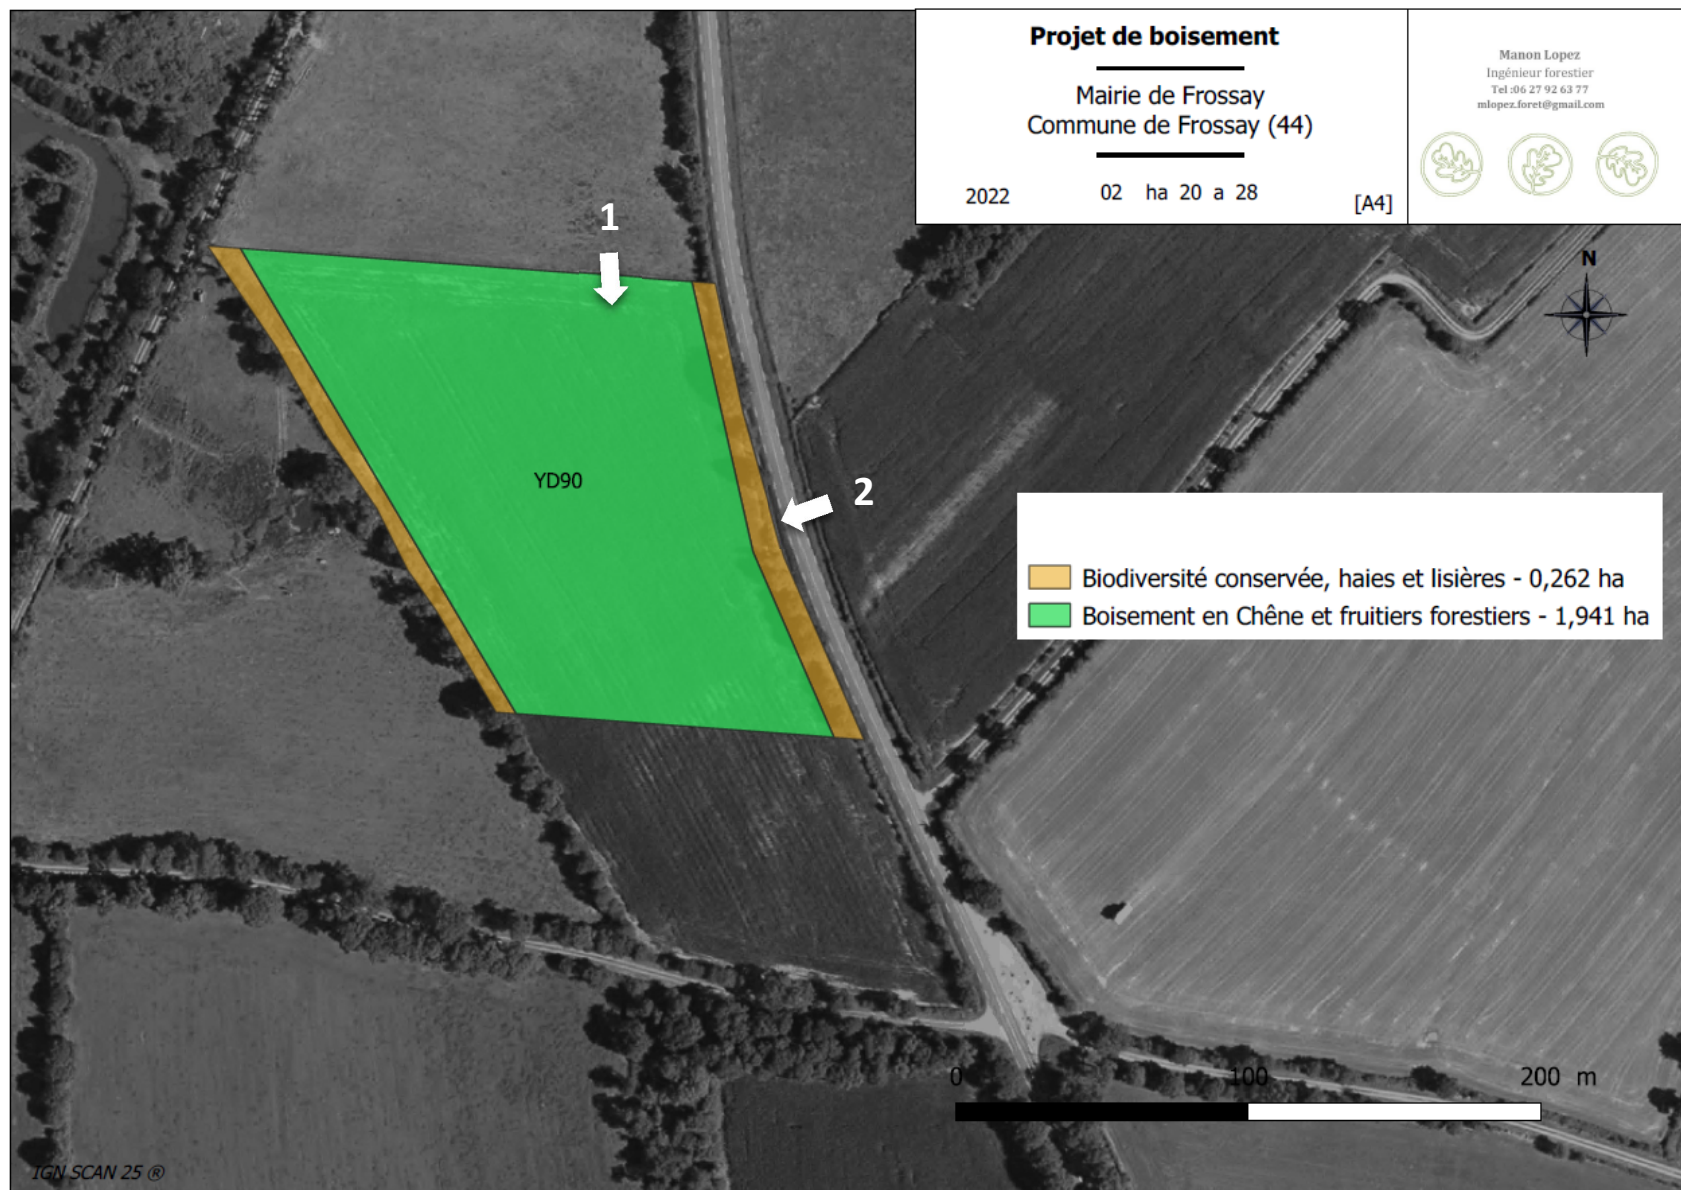 Projet de boisement
Mairie de Frossay
Commune de Frossay (44)
2022 02 ha 20 a 28 [A4]
Manon Lopez
Ingénieur forestier
Tel :06 27 92 63 77
mlopez.foret@gmail.com
1
N
YD90
2
Biodiversité conservée, haies et lisières - 0,262 ha
Boisement en Chêne et fruitiers forestiers - 1,941 ha
0 100 200 m
IGN SCAN 25 ®